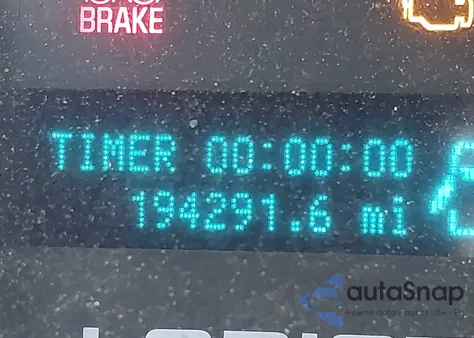 BRAKE
TIMER 00:00:00
194291.6 mi
autaSnap